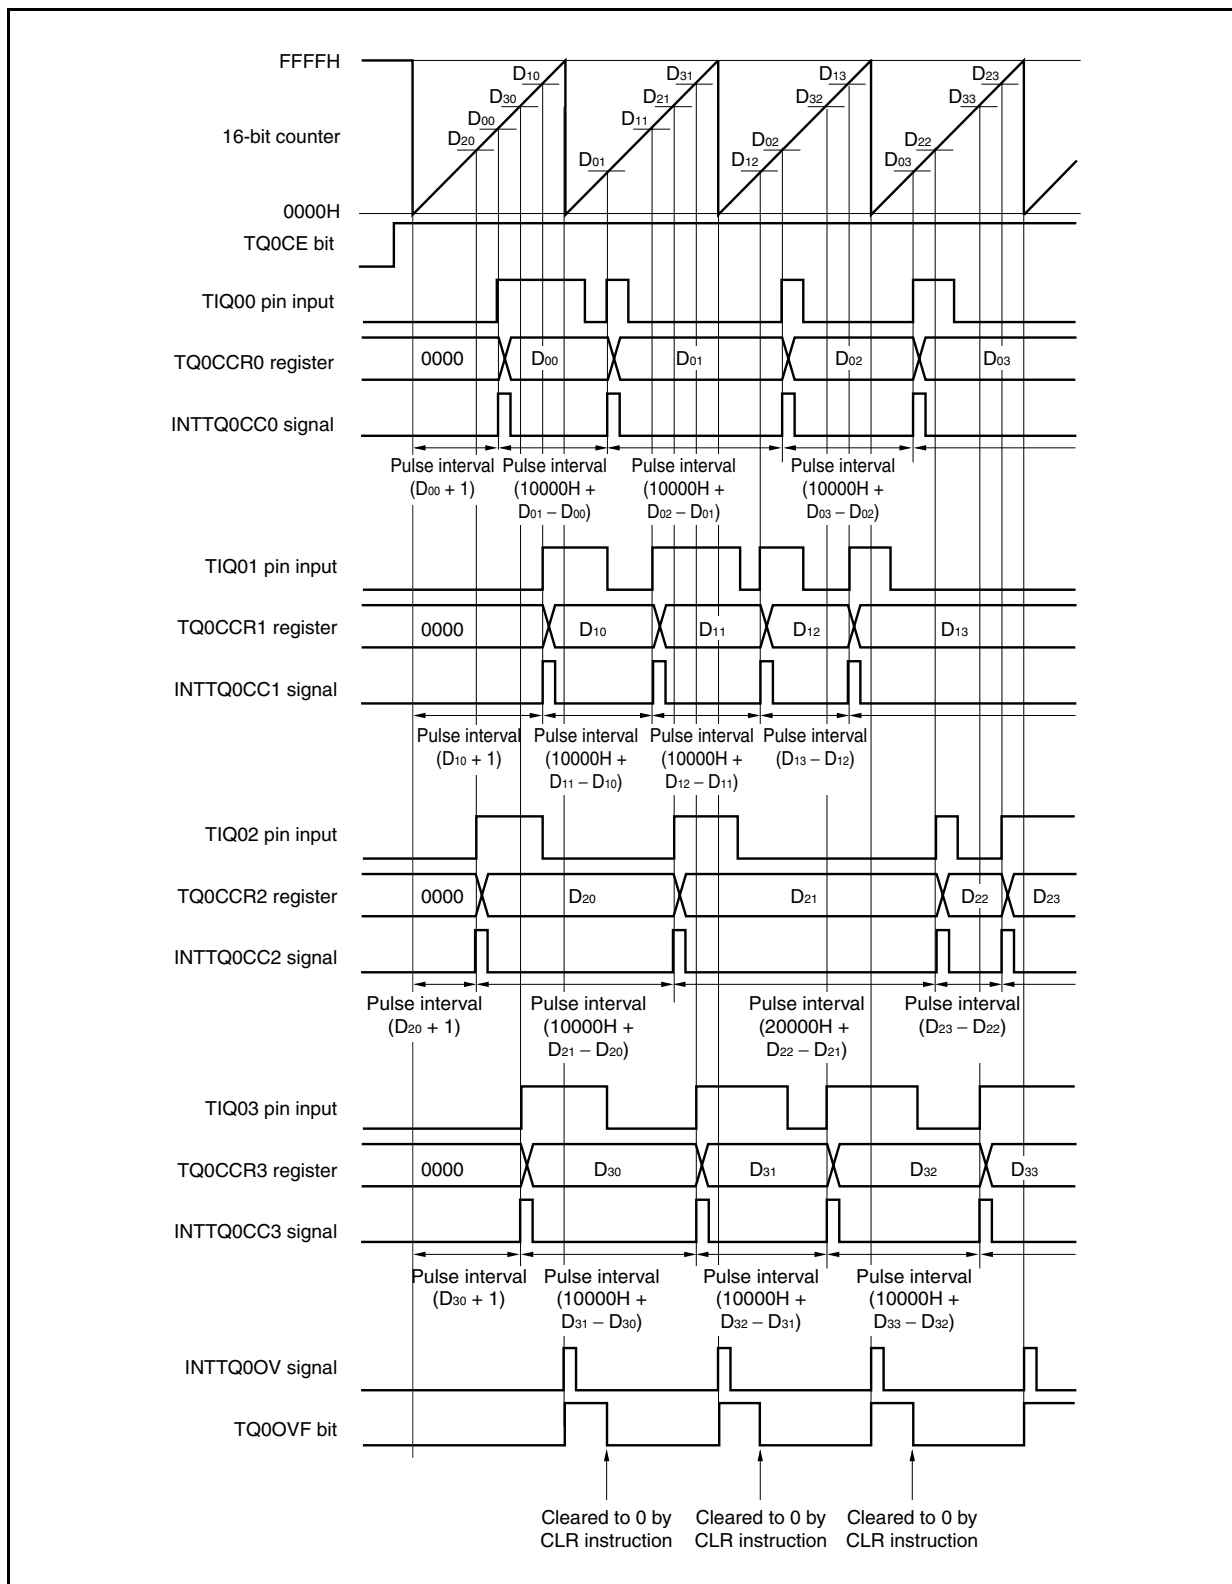 FFFFH
16-bit counter
0000H
D10
D30
D00
D20
D31
D21
D11
D01
D13
D32
D02
D12
D23
D33
D22
D03
TQ0CE bit
TIQ00 pin input
TQ0CCR0 register
0000
D00
D01
D02
D03
INTTQ0CC0 signal
Pulse interval
(D00 + 1)
Pulse interval
(10000H +
D01 – D00)
Pulse interval
(10000H +
D02 – D01)
Pulse interval
(10000H +
D03 – D02)
TIQ01 pin input
TQ0CCR1 register
0000
D10
D11
D12
D13
INTTQ0CC1 signal
Pulse interval
(D10 + 1)
Pulse interval
(10000H +
D11 – D10)
Pulse interval
(10000H +
D12 – D11)
Pulse interval
(D13 – D12)
TIQ02 pin input
TQ0CCR2 register
0000
D20
D21
D22
D23
INTTQ0CC2 signal
Pulse interval
(D20 + 1)
Pulse interval
(10000H +
D21 – D20)
Pulse interval
(20000H +
D22 – D21)
Pulse interval
(D23 – D22)
TIQ03 pin input
TQ0CCR3 register
0000
D30
D31
D32
D33
INTTQ0CC3 signal
Pulse interval
(D30 + 1)
Pulse interval
(10000H +
D31 – D30)
Pulse interval
(10000H +
D32 – D31)
Pulse interval
(10000H +
D33 – D32)
INTTQ0OV signal
TQ0OVF bit
Cleared to 0 by
CLR instruction
Cleared to 0 by
CLR instruction
Cleared to 0 by
CLR instruction